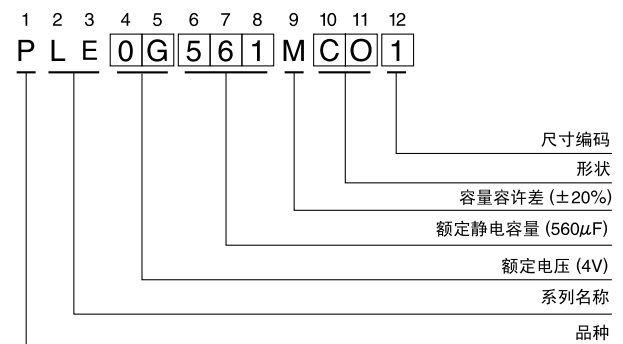 1 2 3 4 5 6 7 8 9 10 11 12
P L E 0 G 5 6 1 M C O 1
尺寸编码
形状
容量容许差 (±20%)
额定静电容量 (560μF)
额定电压 (4V)
系列名称
品种